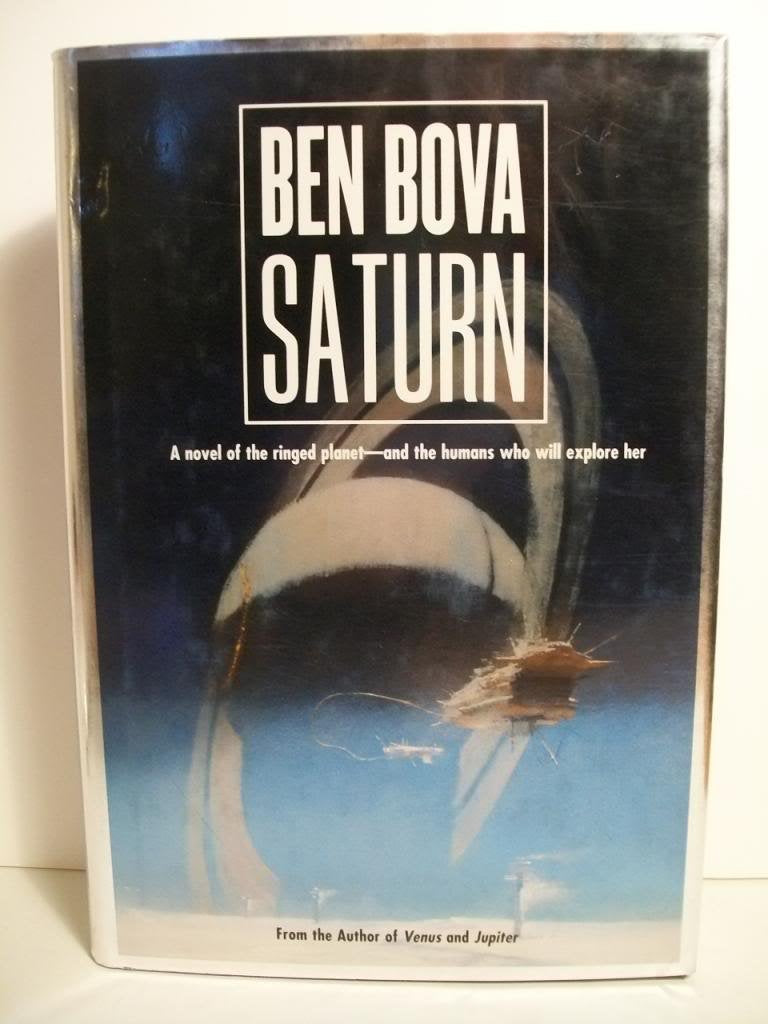 BEN BOVA
SATURN
A novel of the ringed planet—and the humans who will explore her
From the Author of Venus and Jupiter